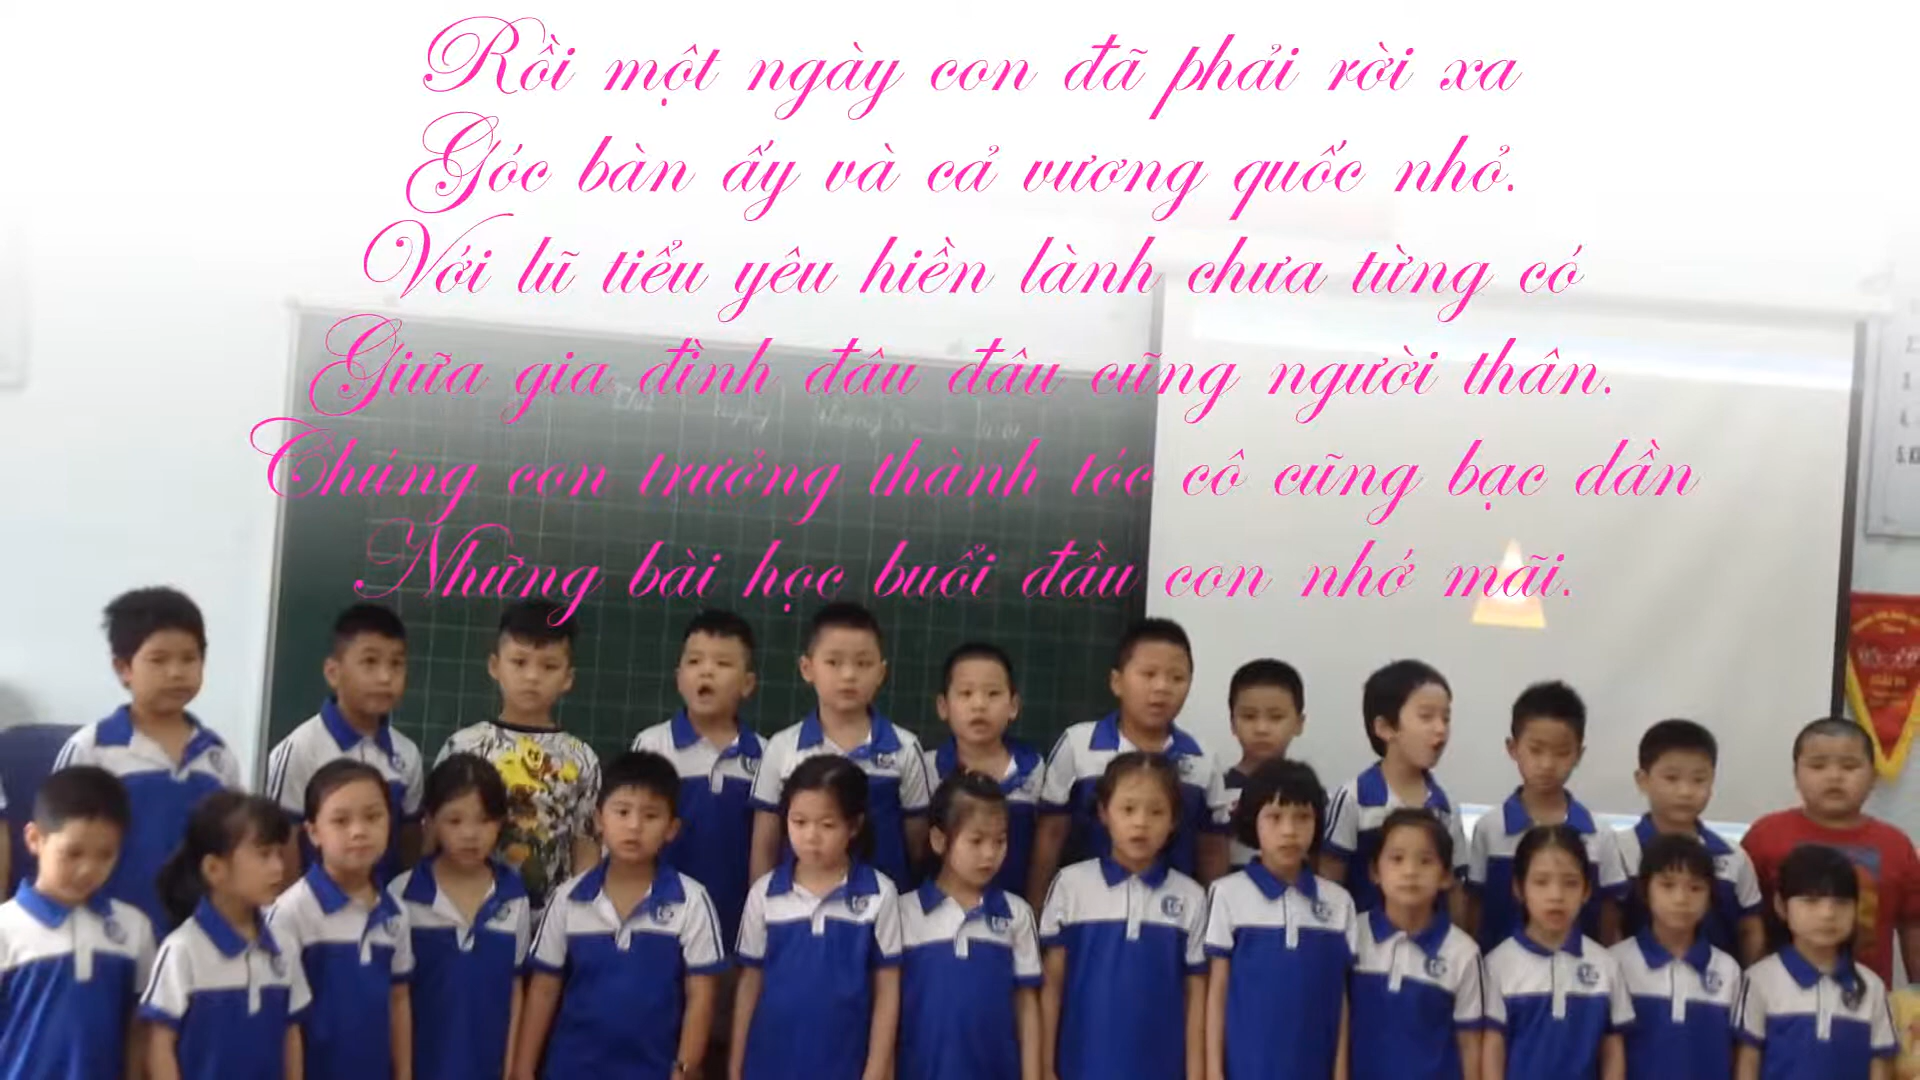 Rồi một ngày con đã phải rời xa
Góc bàn ấy và cả vương quốc nhỏ.
Với lũ tiểu yêu hiền lành chưa từng có
Giữa gia đình đâu đâu cũng người thân.
Chúng con trưởng thành tóc cô cũng bạc dần
Những bài học buổi đầu con nhớ mãi.